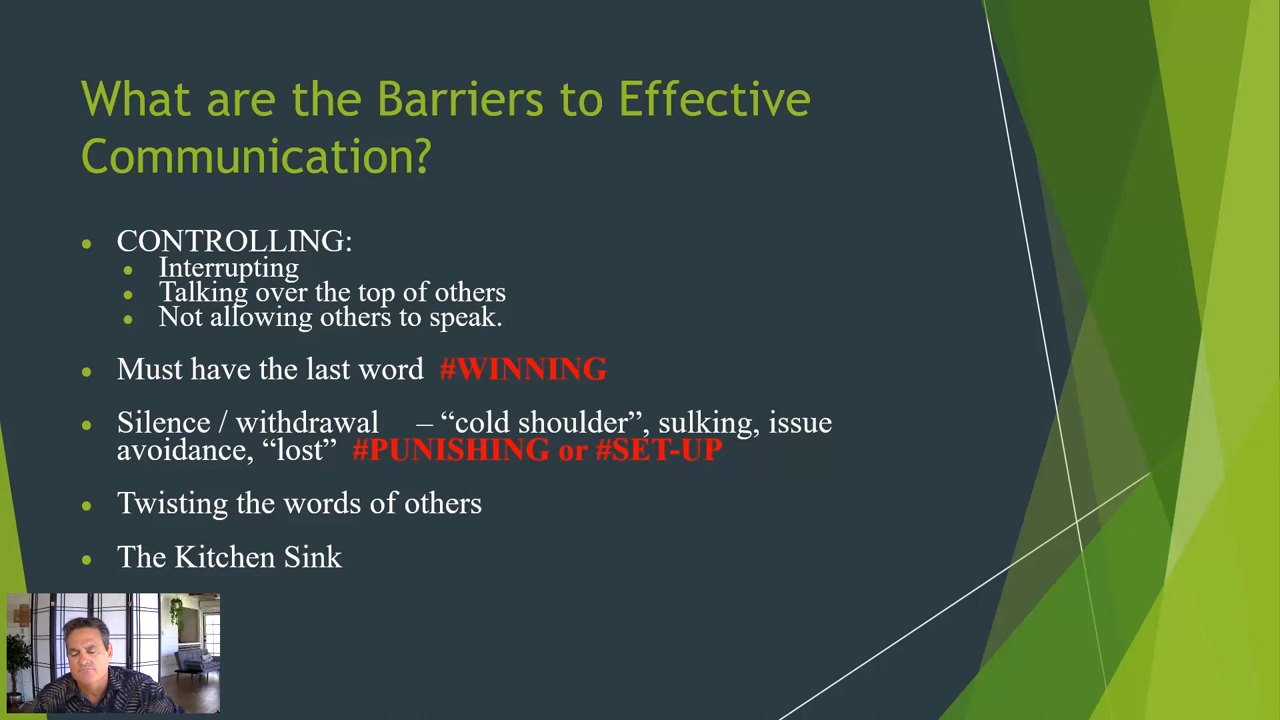 What are the Barriers to Effective
Communication?
CONTROLLING:
Interrupting
Talking over the top of others
Not allowing others to speak.
Must have the last word #WINNING
Silence / withdrawal – “cold shoulder”, sulking, issue
avoidance, “lost” #PUNISHING or #SET-UP
Twisting the words of others
The Kitchen Sink